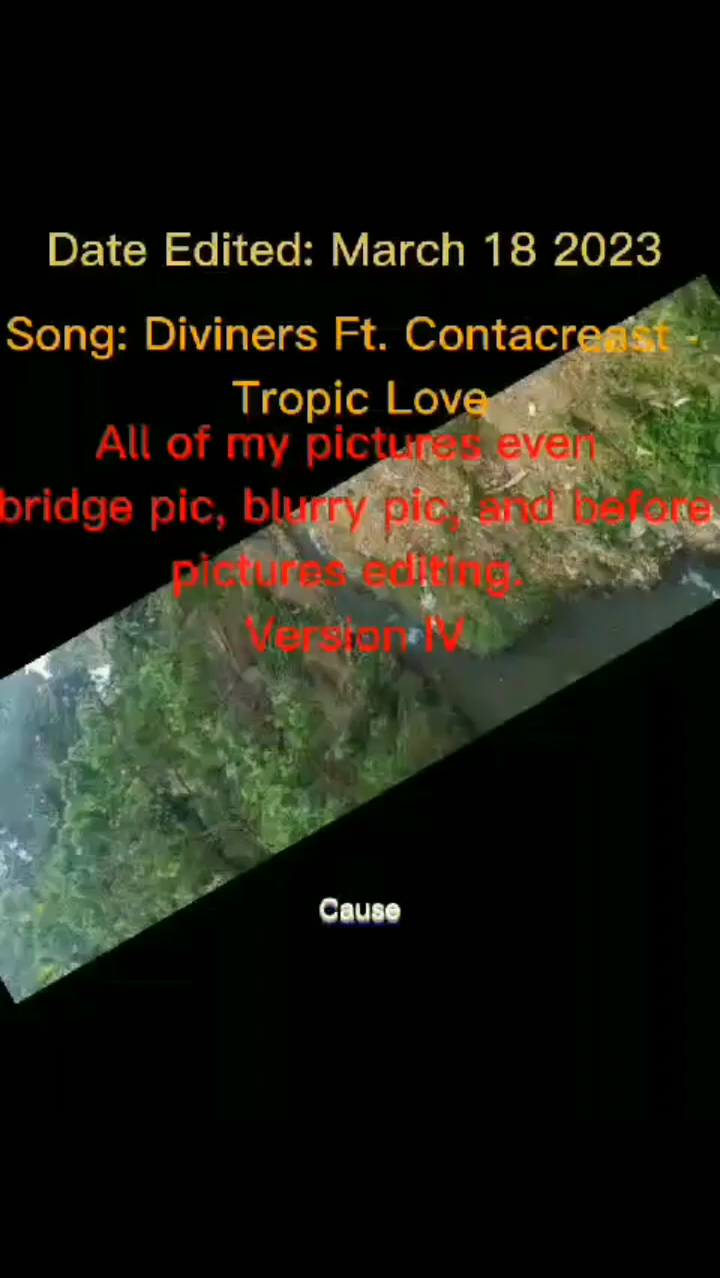 Date Edited: March 18 2023
Song: Diviners Ft. Contacreast -
Tropic Love
All of my pictures even
bridge pic, blurry pic, and before
pictures editing.
Version IV
Cause